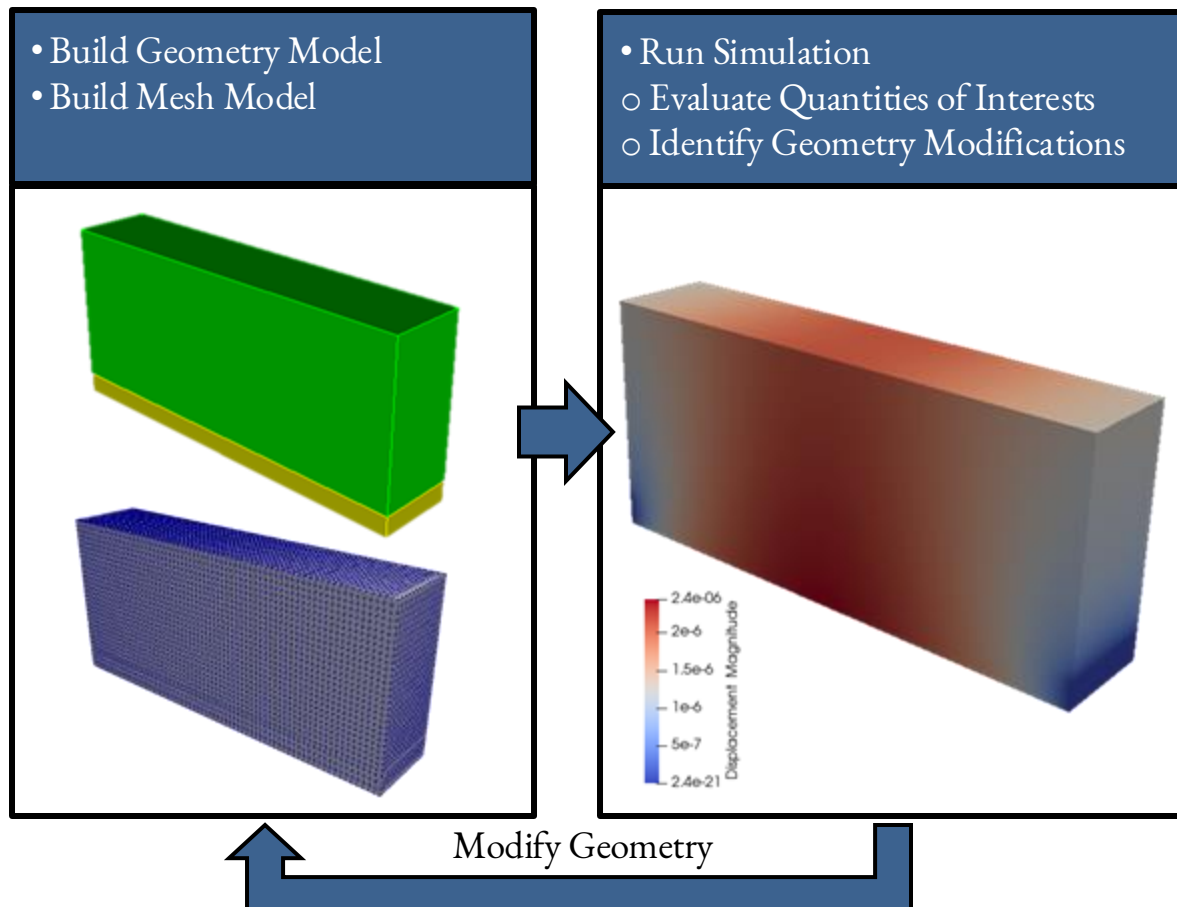 • Build Geometry Model
• Build Mesh Model
• Run Simulation
○ Evaluate Quantities of Interests
○ Identify Geometry Modifications
2.4e-06
2e-6
1.5e-6
1e-6
5e-7
2.4e-21
Displacement Magnitude
Modify Geometry